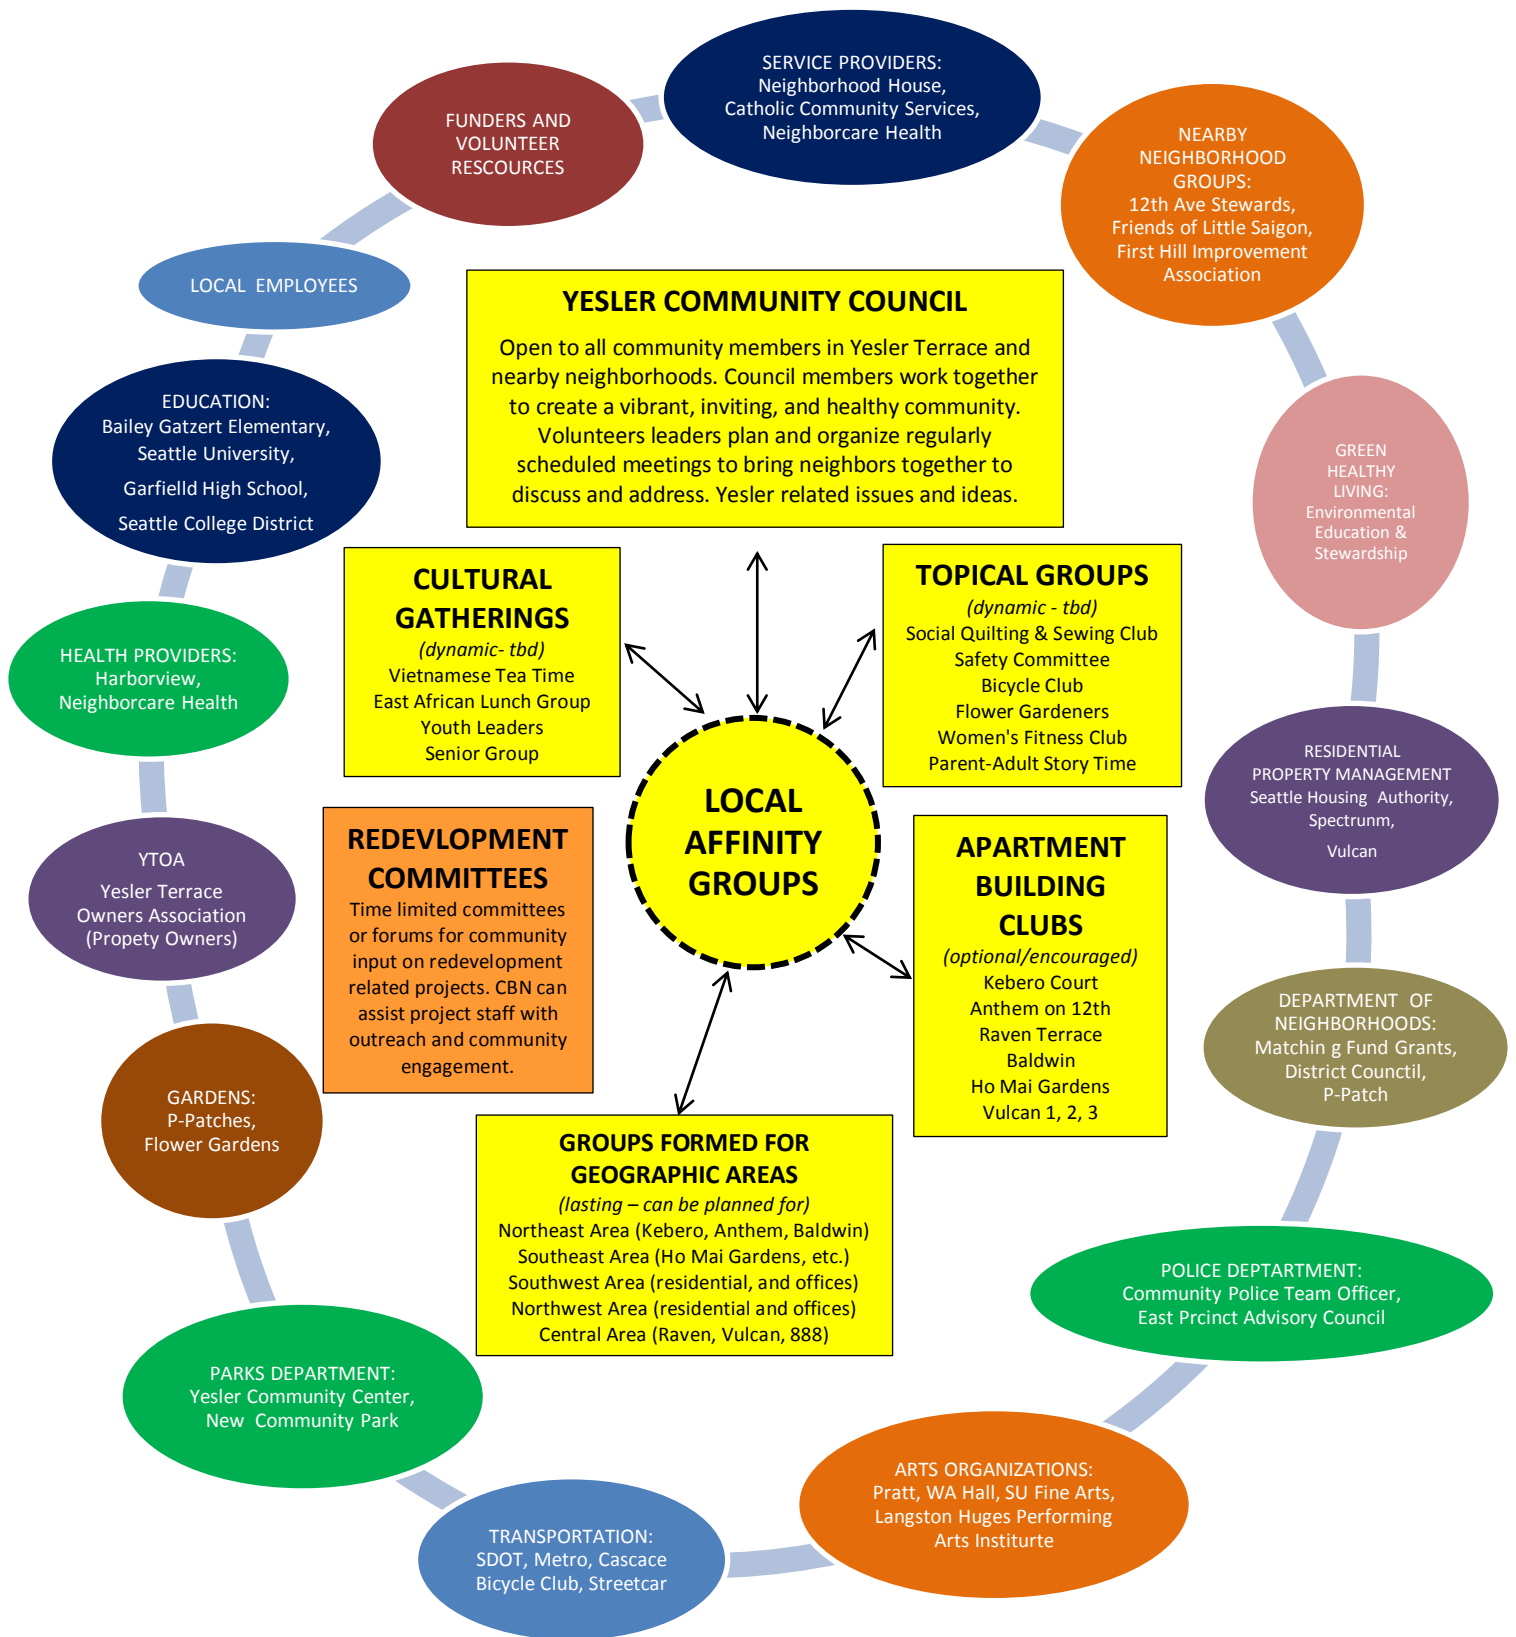 SERVICE PROVIDERS:
Neighborhood House,
Catholic Community Services,
Neighborcare Health
FUNDERS AND
VOLUNTEER
RESCOURCES
NEARBY
NEIGHBORHOOD
GROUPS:
12th Ave Stewards,
Friends of Little Saigon,
First Hill Improvement
Association
LOCAL EMPLOYEES
YESLER COMMUNITY COUNCIL
Open to all community members in Yesler Terrace and
nearby neighborhoods. Council members work together
to create a vibrant, inviting, and healthy community.
Volunteers leaders plan and organize regularly
scheduled meetings to bring neighbors together to
discuss and address. Yesler related issues and ideas.
EDUCATION:
Bailey Gatzert Elementary,
Seattle University,
Garfielld High School,
Seattle College District
GREEN
HEALTHY
LIVING:
Environmental
Education &
Stewardship
CULTURAL
GATHERINGS
(dynamic- tbd)
Vietnamese Tea Time
East African Lunch Group
Youth Leaders
Senior Group
TOPICAL GROUPS
(dynamic - tbd)
Social Quilting & Sewing Club
Safety Committee
Bicycle Club
Flower Gardeners
Women's Fitness Club
Parent-Adult Story Time
HEALTH PROVIDERS:
Harborview,
Neighborcare Health
LOCAL
AFFINITY
GROUPS
RESIDENTIAL
PROPERTY MANAGEMENT
Seattle Housing Authority,
Spectrunm,
Vulcan
YTOA
Yesler Terrace
Owners Association
(Propety Owners)
REDEVLOPMENT
COMMITTEES
Time limited committees
or forums for community
input on redevelopment
related projects. CBN can
assist project staff with
outreach and community
engagement.
APARTMENT
BUILDING
CLUBS
(optional/encouraged)
Kebero Court
Anthem on 12th
Raven Terrace
Baldwin
Ho Mai Gardens
Vulcan 1, 2, 3
DEPARTMENT OF
NEIGHBORHOODS:
Matchin g Fund Grants,
District Counctil,
P-Patch
GARDENS:
P-Patches,
Flower Gardens
GROUPS FORMED FOR
GEOGRAPHIC AREAS
(lasting – can be planned for)
Northeast Area (Kebero, Anthem, Baldwin)
Southeast Area (Ho Mai Gardens, etc.)
Southwest Area (residential, and offices)
Northwest Area (residential and offices)
Central Area (Raven, Vulcan, 888)
POLICE DEPTARTMENT:
Community Police Team Officer,
East Prcinct Advisory Council
PARKS DEPARTMENT:
Yesler Community Center,
New Community Park
ARTS ORGANIZATIONS:
Pratt, WA Hall, SU Fine Arts,
Langston Huges Performing
Arts Institurte
TRANSPORTATION:
SDOT, Metro, Cascace
Bicycle Club, Streetcar